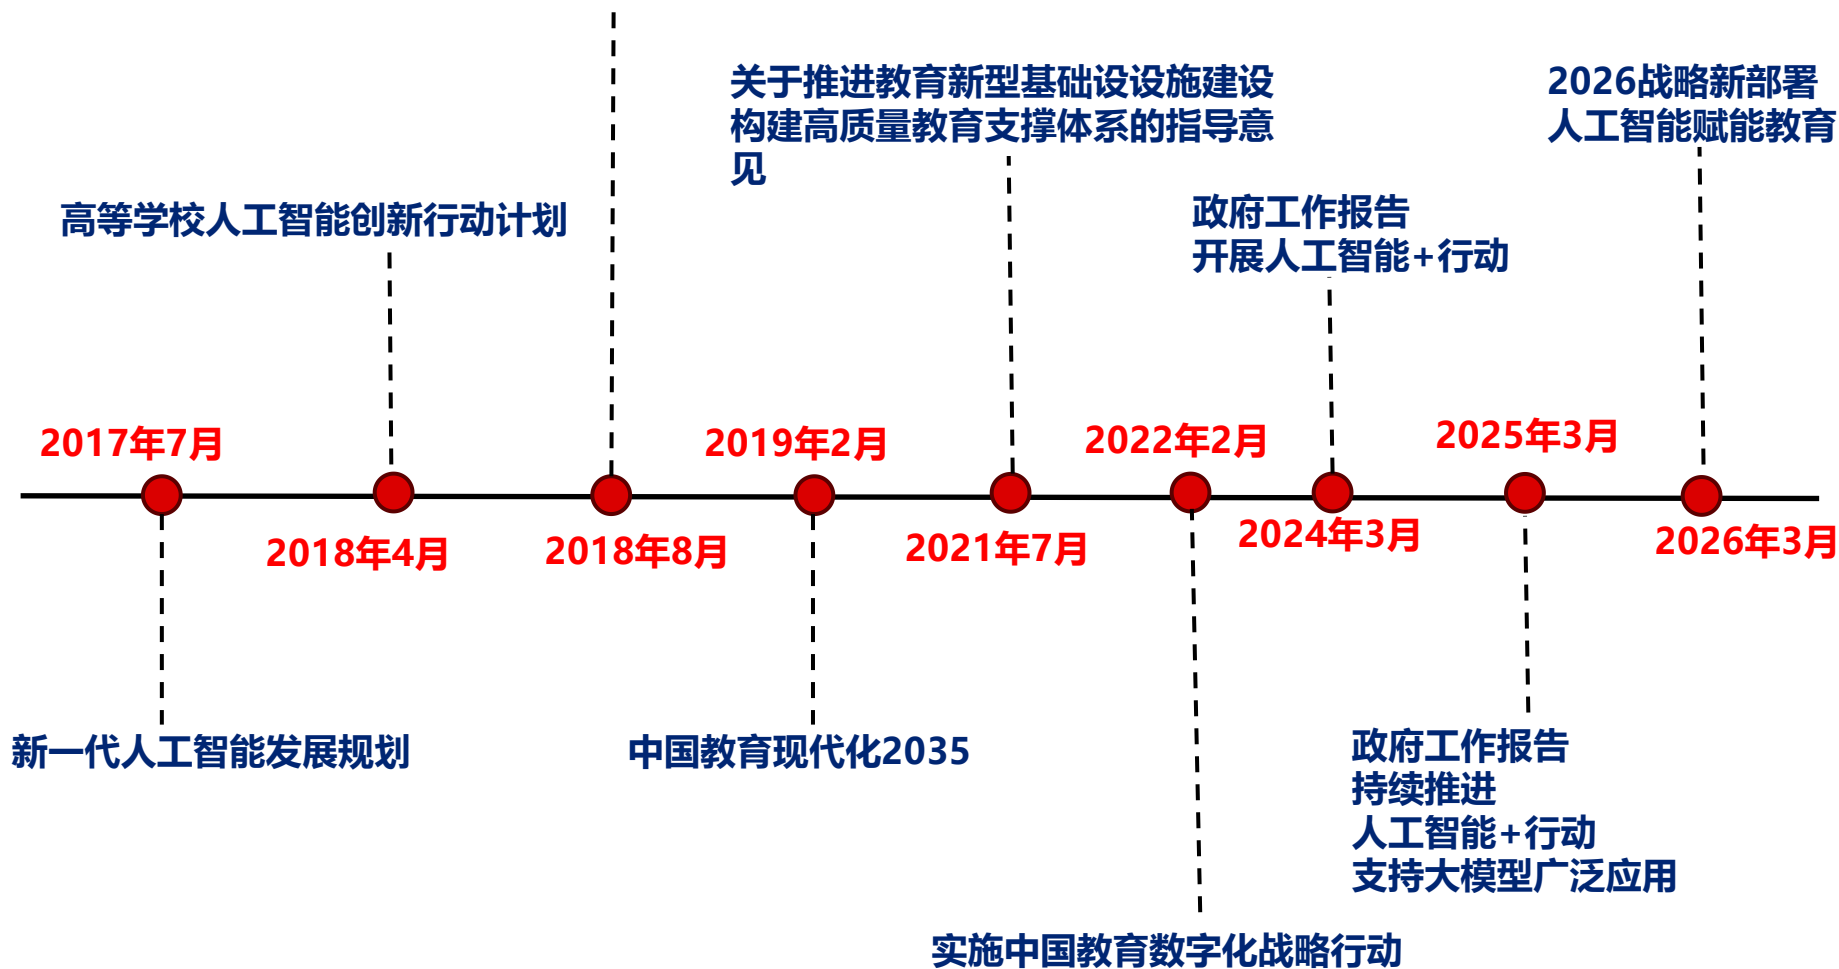 关于推进教育新型基础设设施建设
构建高质量教育支撑体系的指导意
见
2026战略新部署
人工智能赋能教育
高等学校人工智能创新行动计划
政府工作报告
开展人工智能+行动
2017年7月
2019年2月
2022年2月
2025年3月
2018年4月
2018年8月
2021年7月
2024年3月
2026年3月
新一代人工智能发展规划
中国教育现代化2035
政府工作报告
持续推进
人工智能+行动
支持大模型广泛应用
实施中国教育数字化战略行动